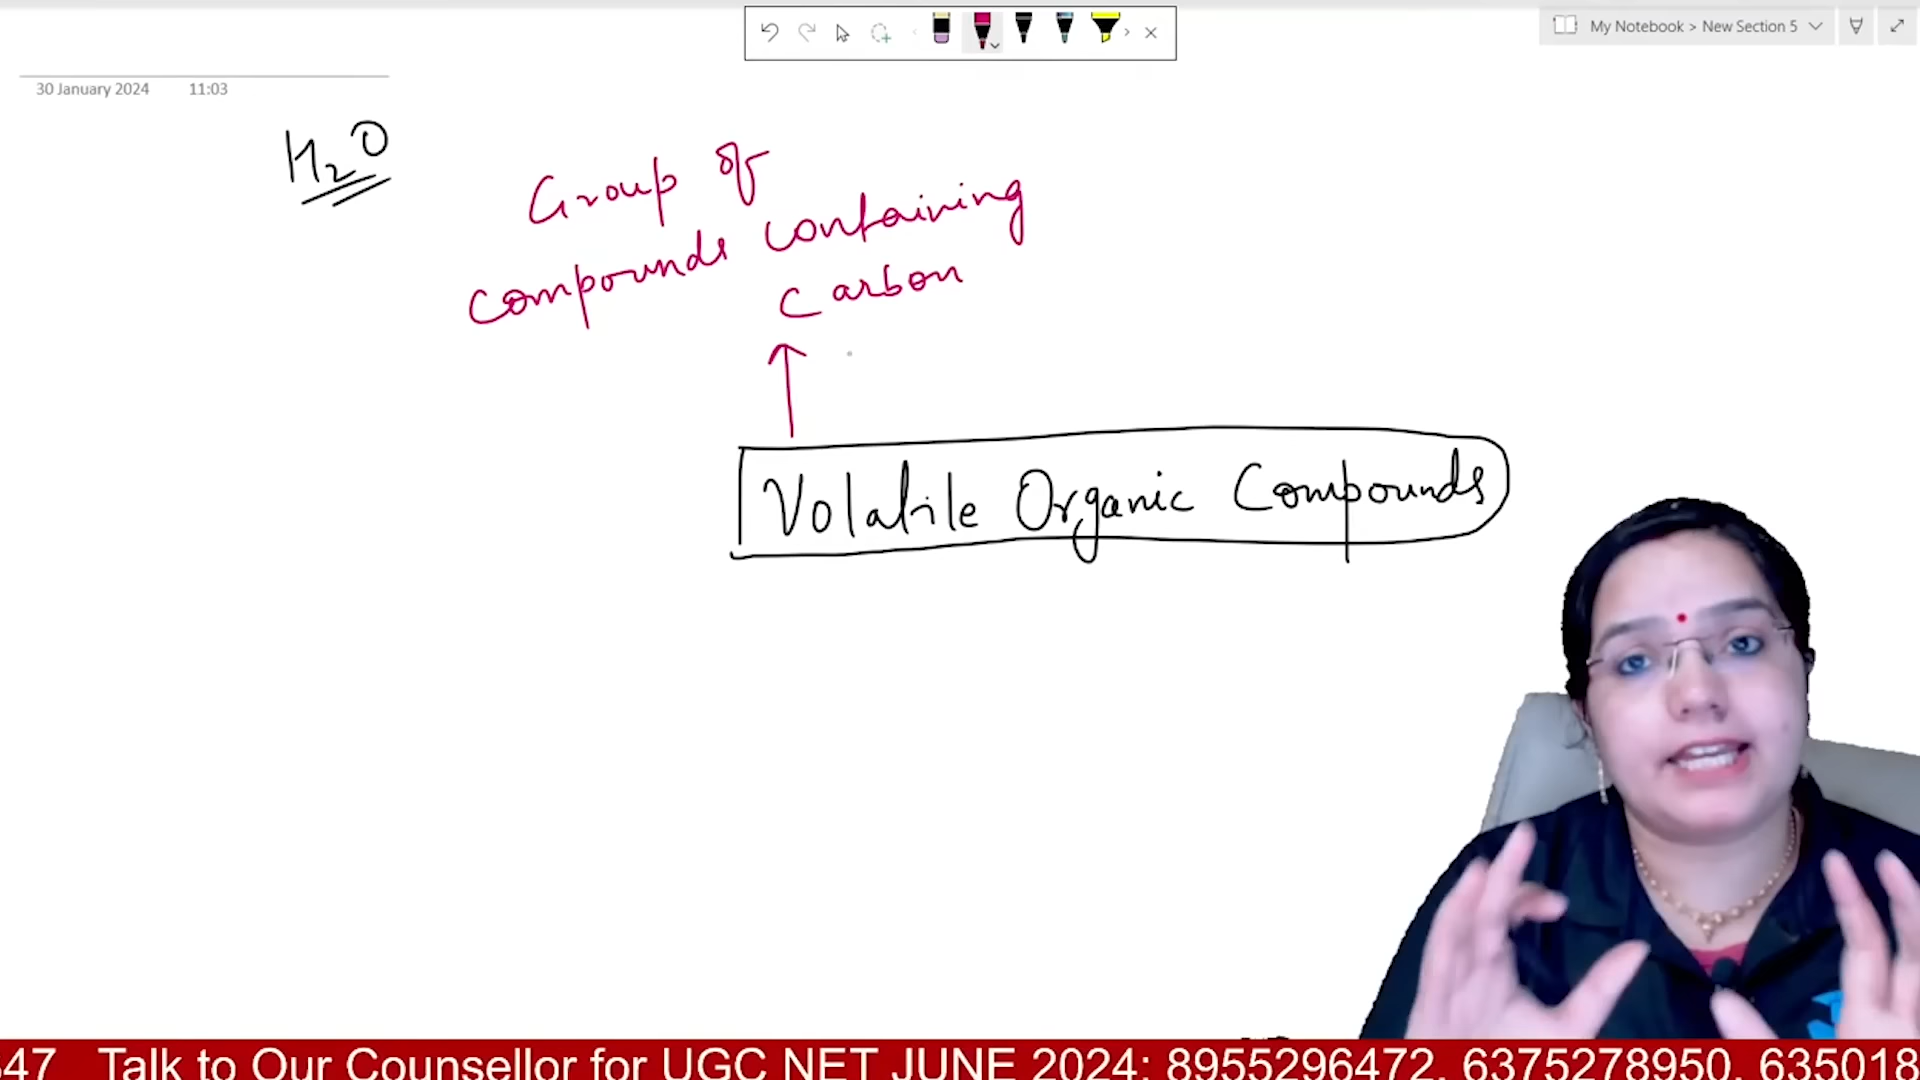 My Notebook > New Section 5
30 January 2024 11:03
H2O
Group of
compounds containing
Carbon
Volatile Organic Compounds
47 Talk to Our Counsellor for UGC NET JUNE 2024: 8955296472, 6375278950, 635018